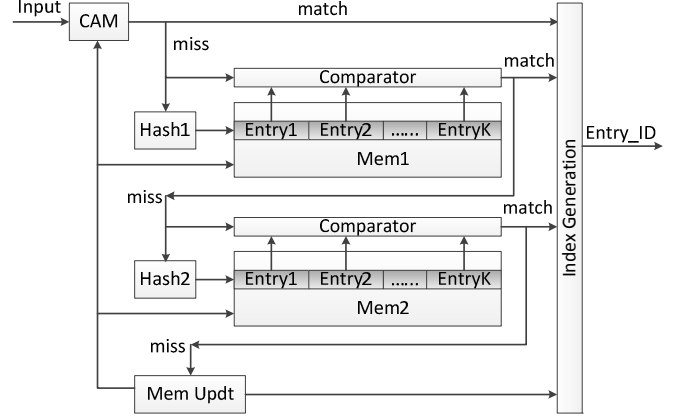 Input
CAM
match
miss
match
Comparator
Hash1
Entry1 Entry2 ...... EntryK
Mem1
Entry_ID
Index Generation
miss
match
Comparator
Hash2
Entry1 Entry2 ...... EntryK
Mem2
miss
Mem Updt